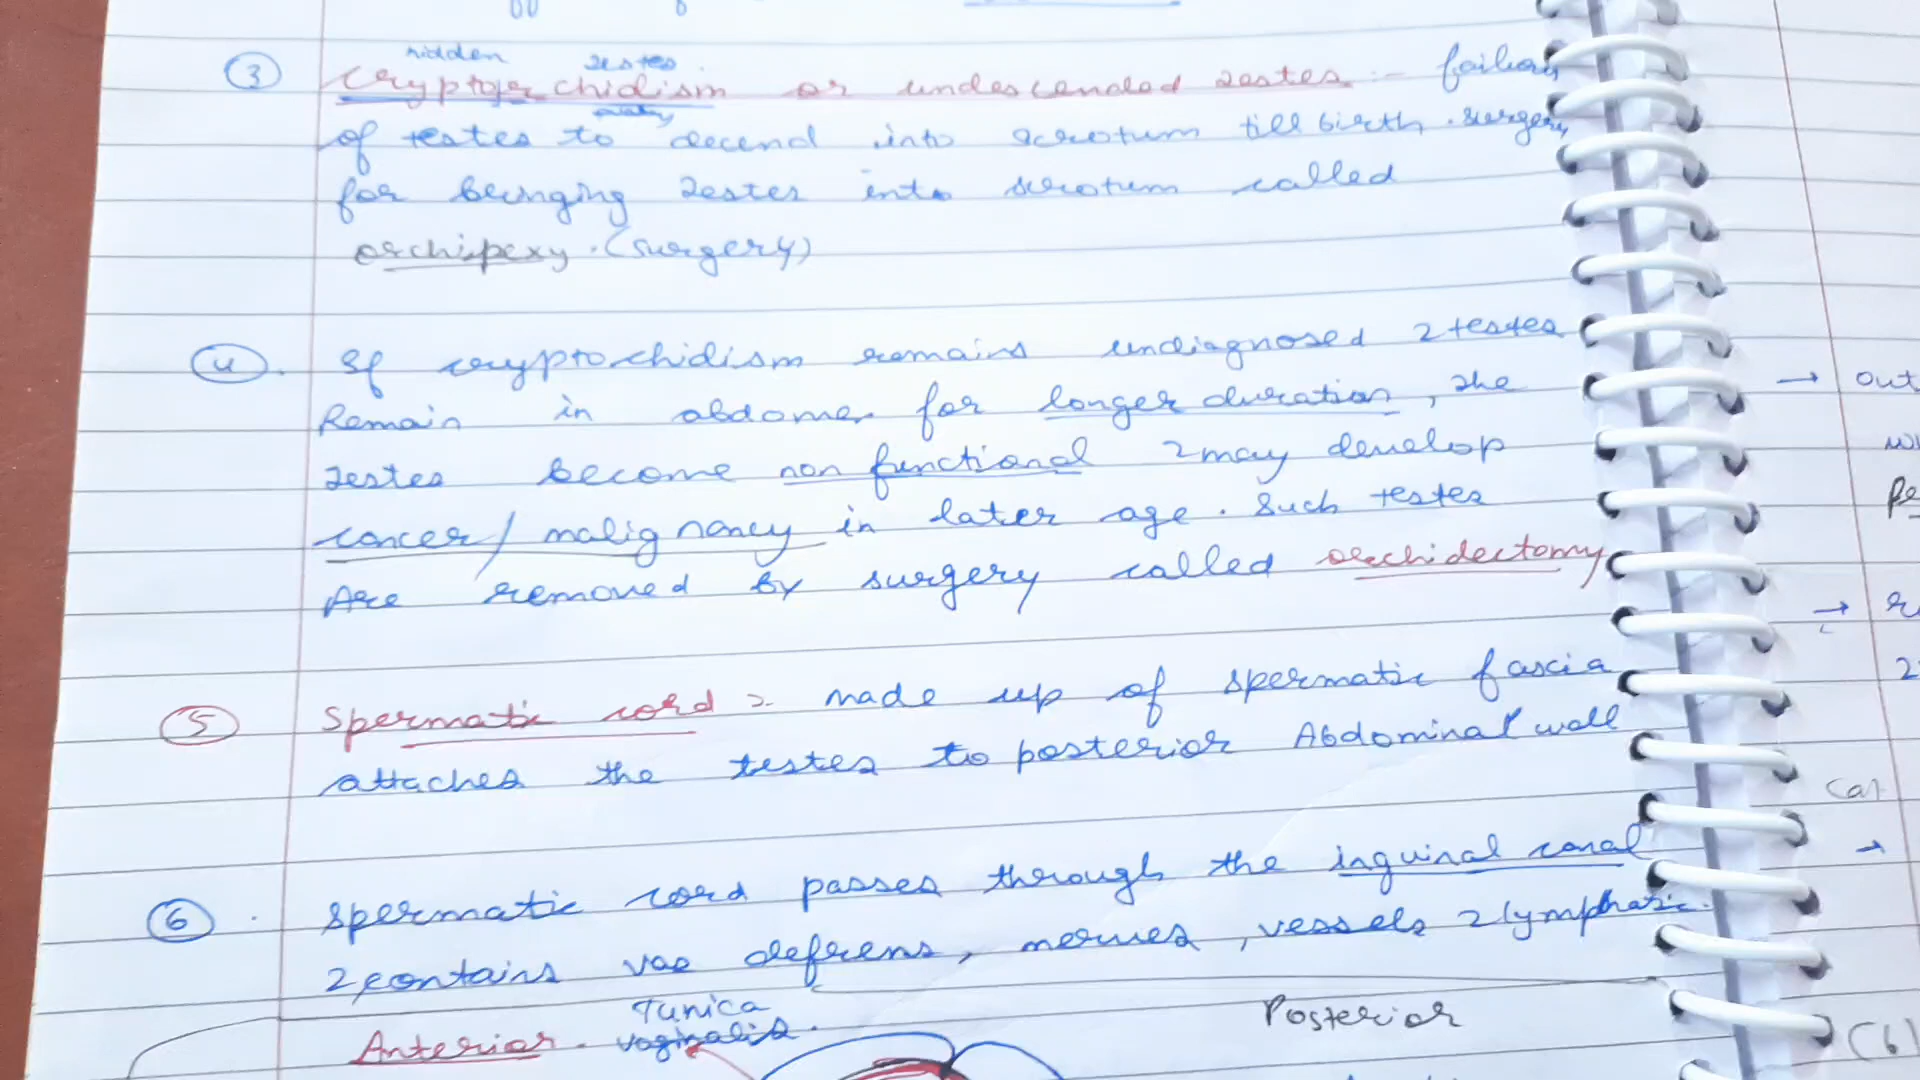 hidden testes
③ cryptorchidism or undescended testes :- failure
of testes to decend into scrotum till birth . surgery
for bringing testes into scrotum called
orchipexy . (surgery)
④. If cryptochidism remains undiagnosed & testes
Remain in abdomen for longer duration , the
testes become non functional & may develop
cancer / malignancy in later age . Such testes
Are removed by surgery called orchidectomy
⑤ Spermatic cord :- made up of spermatic fascia
attaches the testes to posterior Abdominal wall
⑥ . spermatic cord passes through the inguinal canal
& contains vas defrens , nerves , vessels & lymphatic .
Tunica
Anterior . vaginalis .
Posterior
→ out
→
(a)
→
(b)